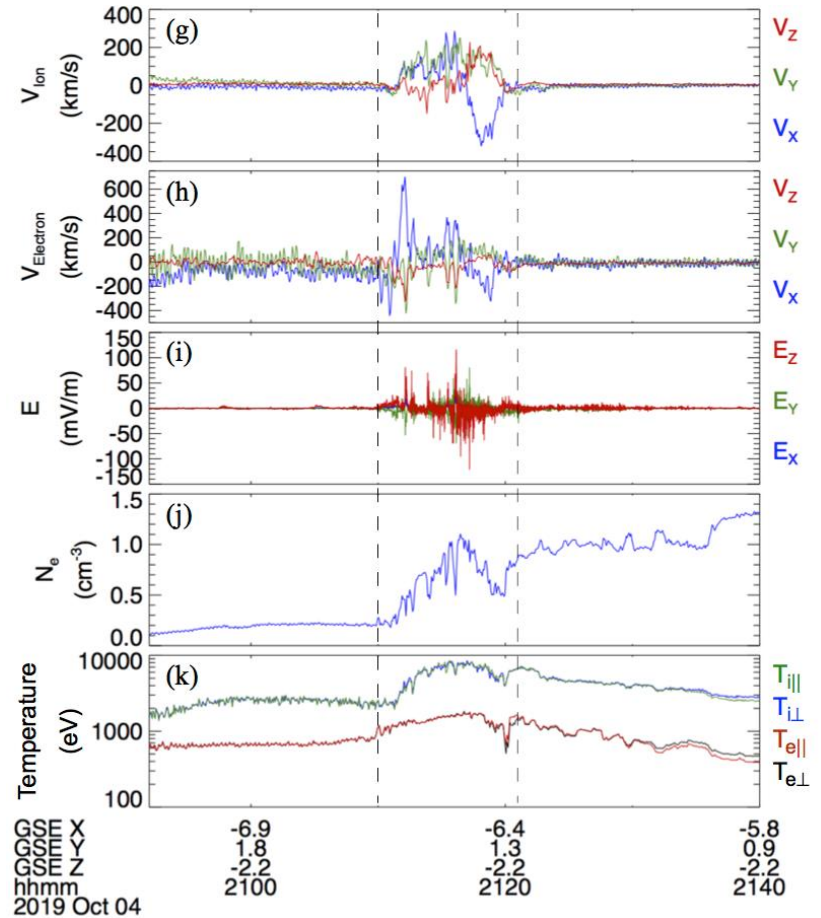 (g)
400
200
0
-200
-400
V_Ion
(km/s)
V_Z
V_Y
V_X
(h)
600
400
200
0
-200
-400
V_Electron
(km/s)
V_Z
V_Y
V_X
(i)
150
100
50
0
-50
-100
-150
E
(mV/m)
E_Z
E_Y
E_X
(j)
1.5
1.0
0.5
0.0
N_e
(cm⁻³)
(k)
10000
1000
100
Temperature
(eV)
T_i||
T_i⊥
T_e||
T_e⊥
GSE X -6.9 -6.4 -5.8
GSE Y 1.8 1.3 0.9
GSE Z -2.2 -2.2 -2.2
hhmm 2100 2120 2140
2019 Oct 04